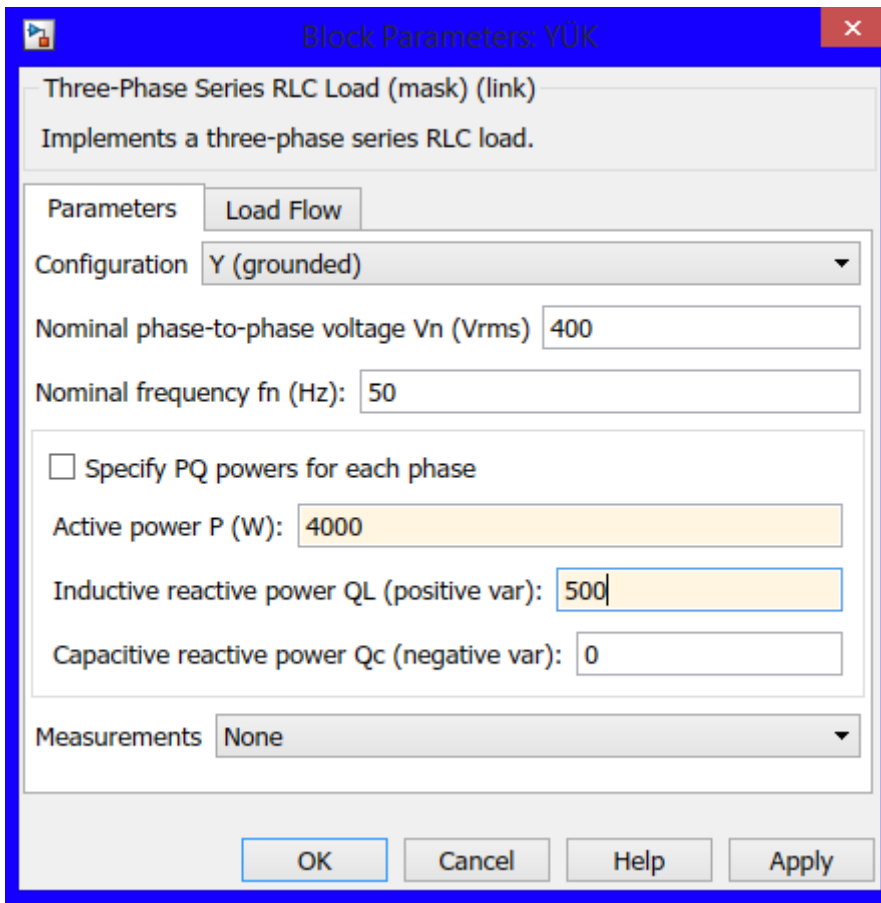 Block Parameters: YÜK
Three-Phase Series RLC Load (mask) (link)
Implements a three-phase series RLC load.
Parameters Load Flow
Configuration Y (grounded)
Nominal phase-to-phase voltage Vn (Vrms) 400
Nominal frequency fn (Hz): 50
Specify PQ powers for each phase
Active power P (W): 4000
Inductive reactive power QL (positive var): 500
Capacitive reactive power Qc (negative var): 0
Measurements None
OK Cancel Help Apply